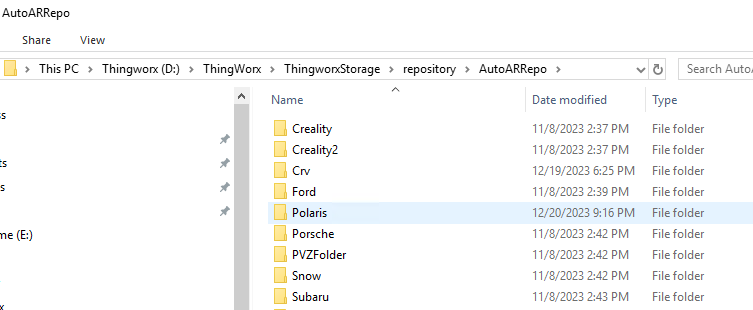 AutoARRepo
Share View
This PC > Thingworx (D:) > ThingWorx > ThingworxStorage > repository > AutoARRepo > Search Auto
Name Date modified Type
Creality 11/8/2023 2:37 PM File folder
Creality2 11/8/2023 2:37 PM File folder
Crv 12/19/2023 6:25 PM File folder
Ford 11/8/2023 2:39 PM File folder
Polaris 12/20/2023 9:16 PM File folder
me (E:) Porsche 11/8/2023 2:42 PM File folder
PVZFolder 11/8/2023 2:42 PM File folder
Snow 11/8/2023 2:42 PM File folder
Subaru 11/8/2023 2:43 PM File folder